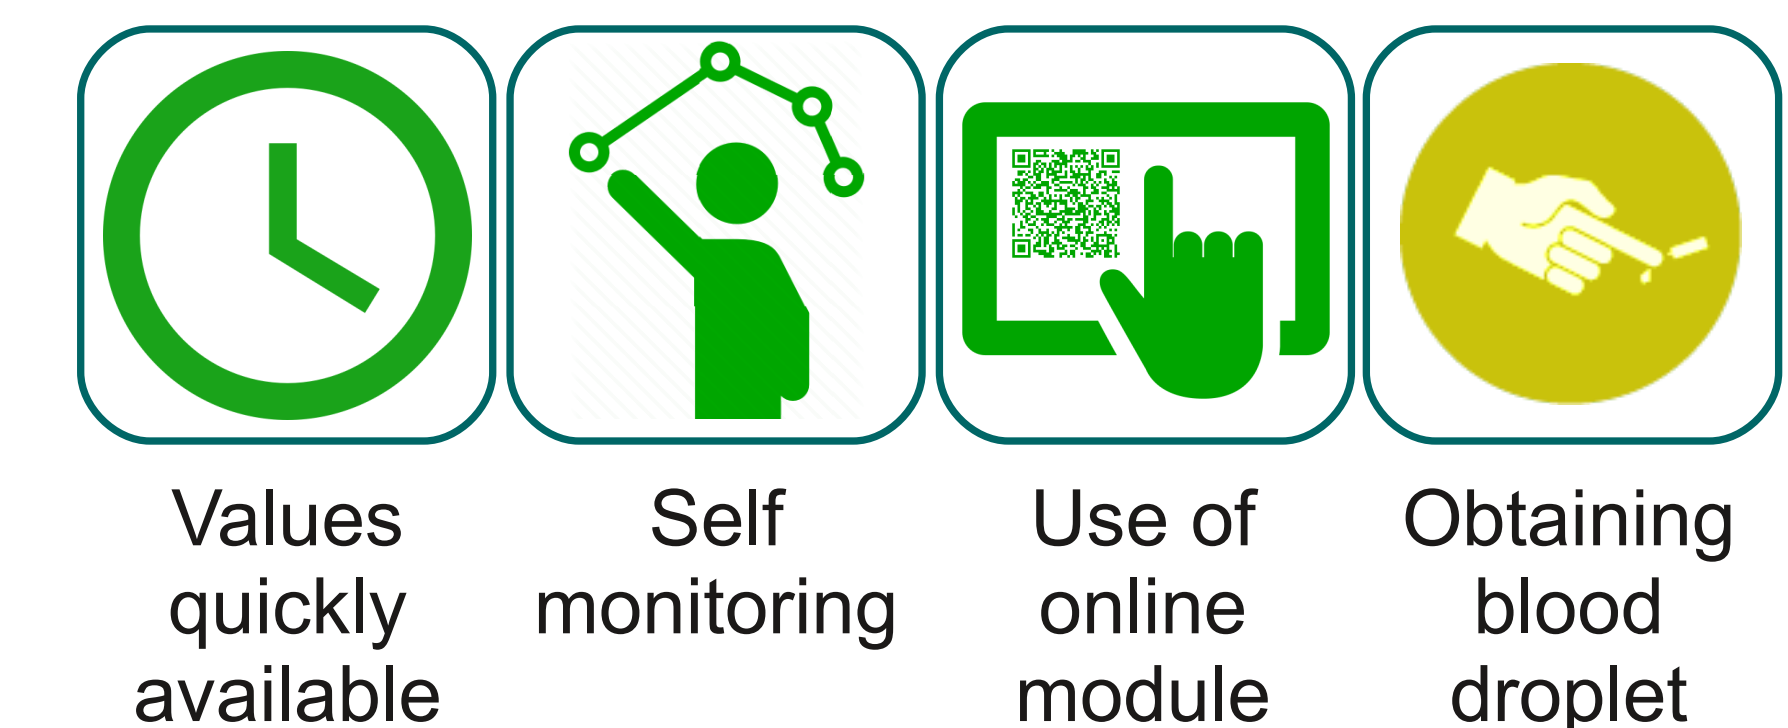 Values
quickly
available
Self
monitoring
Use of
online
module
Obtaining
blood
droplet